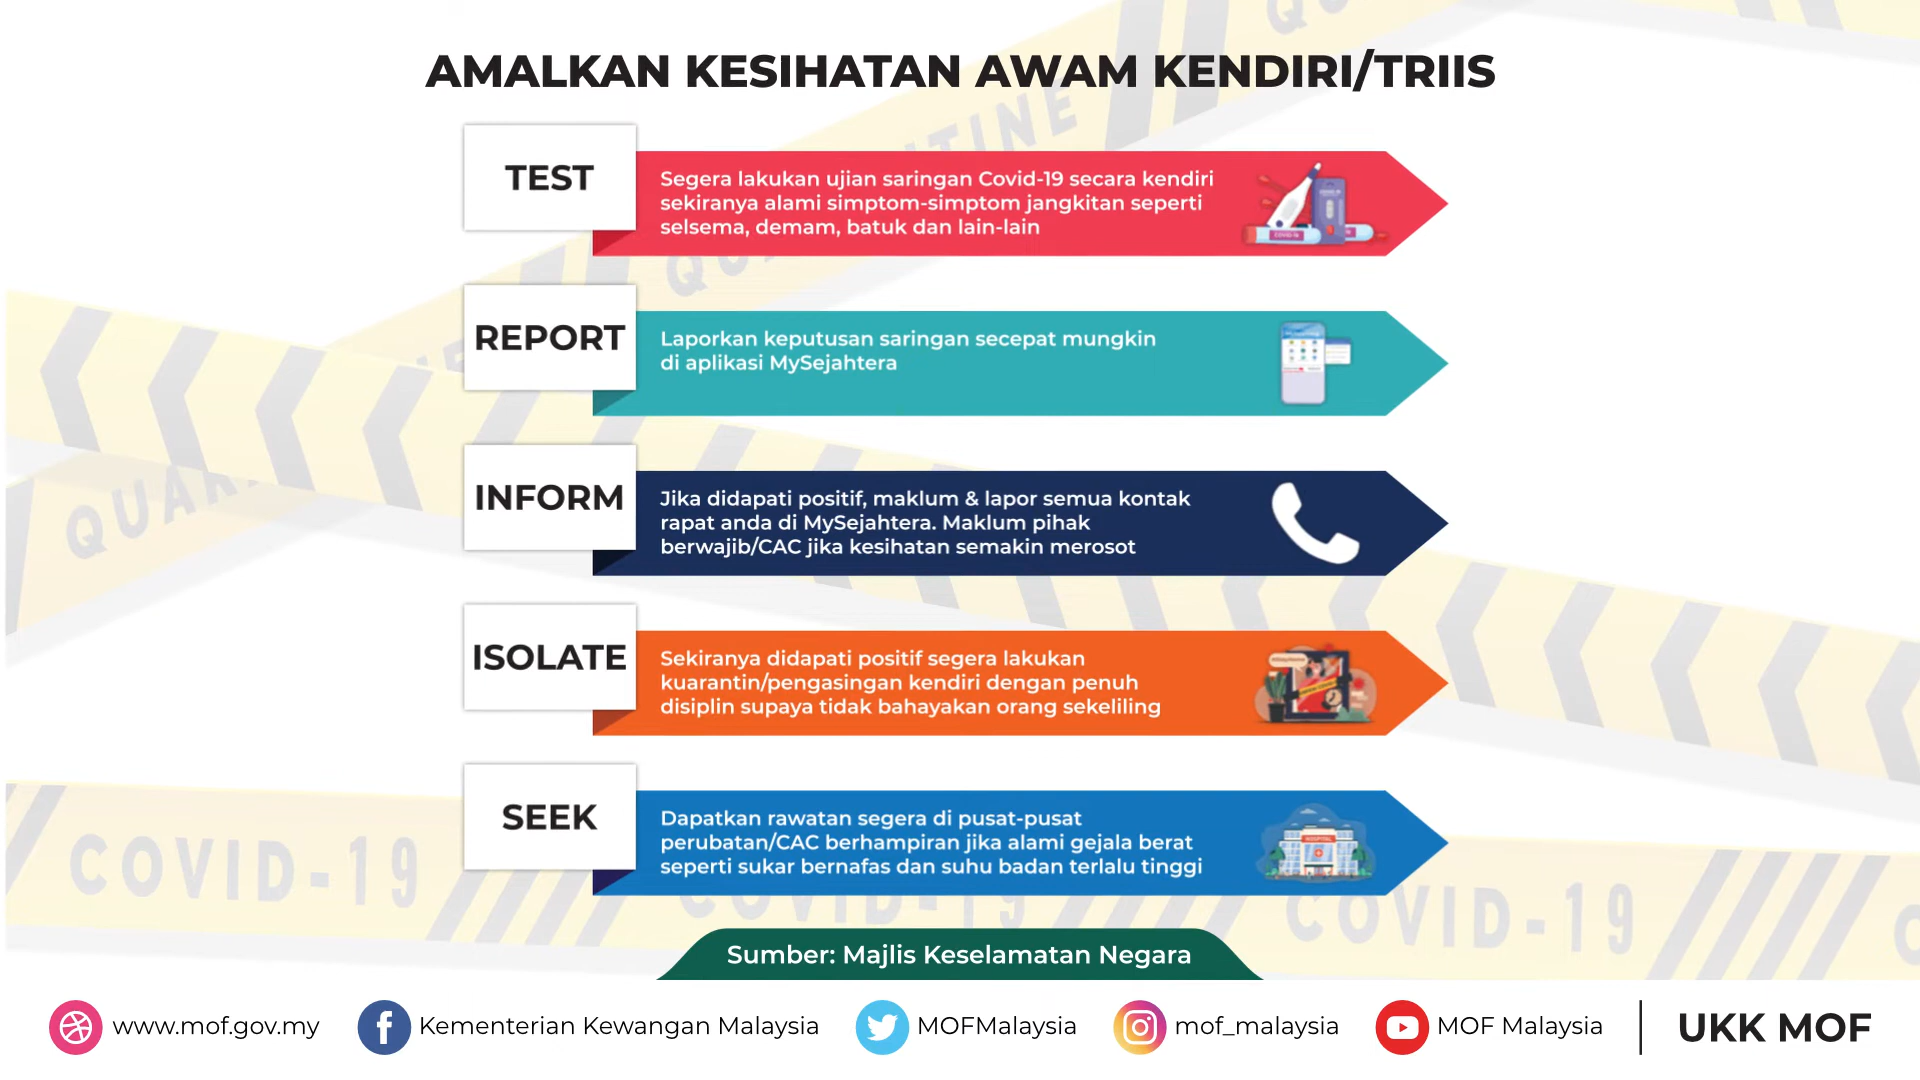 AMALKAN KESIHATAN AWAM KENDIRI/TRIIS
TEST
Segera lakukan ujian saringan Covid-19 secara kendiri
sekiranya alami simptom-simptom jangkitan seperti
selsema, demam, batuk dan lain-lain
REPORT
Laporkan keputusan saringan secepat mungkin
di aplikasi MySejahtera
INFORM
Jika didapati positif, maklum & lapor semua kontak
rapat anda di MySejahtera. Maklum pihak
berwajib/CAC jika kesihatan semakin merosot
ISOLATE
Sekiranya didapati positif segera lakukan
kuarantin/pengasingan kendiri dengan penuh
disiplin supaya tidak bahayakan orang sekeliling
SEEK
Dapatkan rawatan segera di pusat-pusat
perubatan/CAC berhampiran jika alami gejala berat
seperti sukar bernafas dan suhu badan terlalu tinggi
HOSPITAL
COVID-19
COVID-19
COVID-19
Sumber: Majlis Keselamatan Negara
www.mof.gov.my
Kementerian Kewangan Malaysia
MOFMalaysia
mof_malaysia
MOF Malaysia
UKK MOF